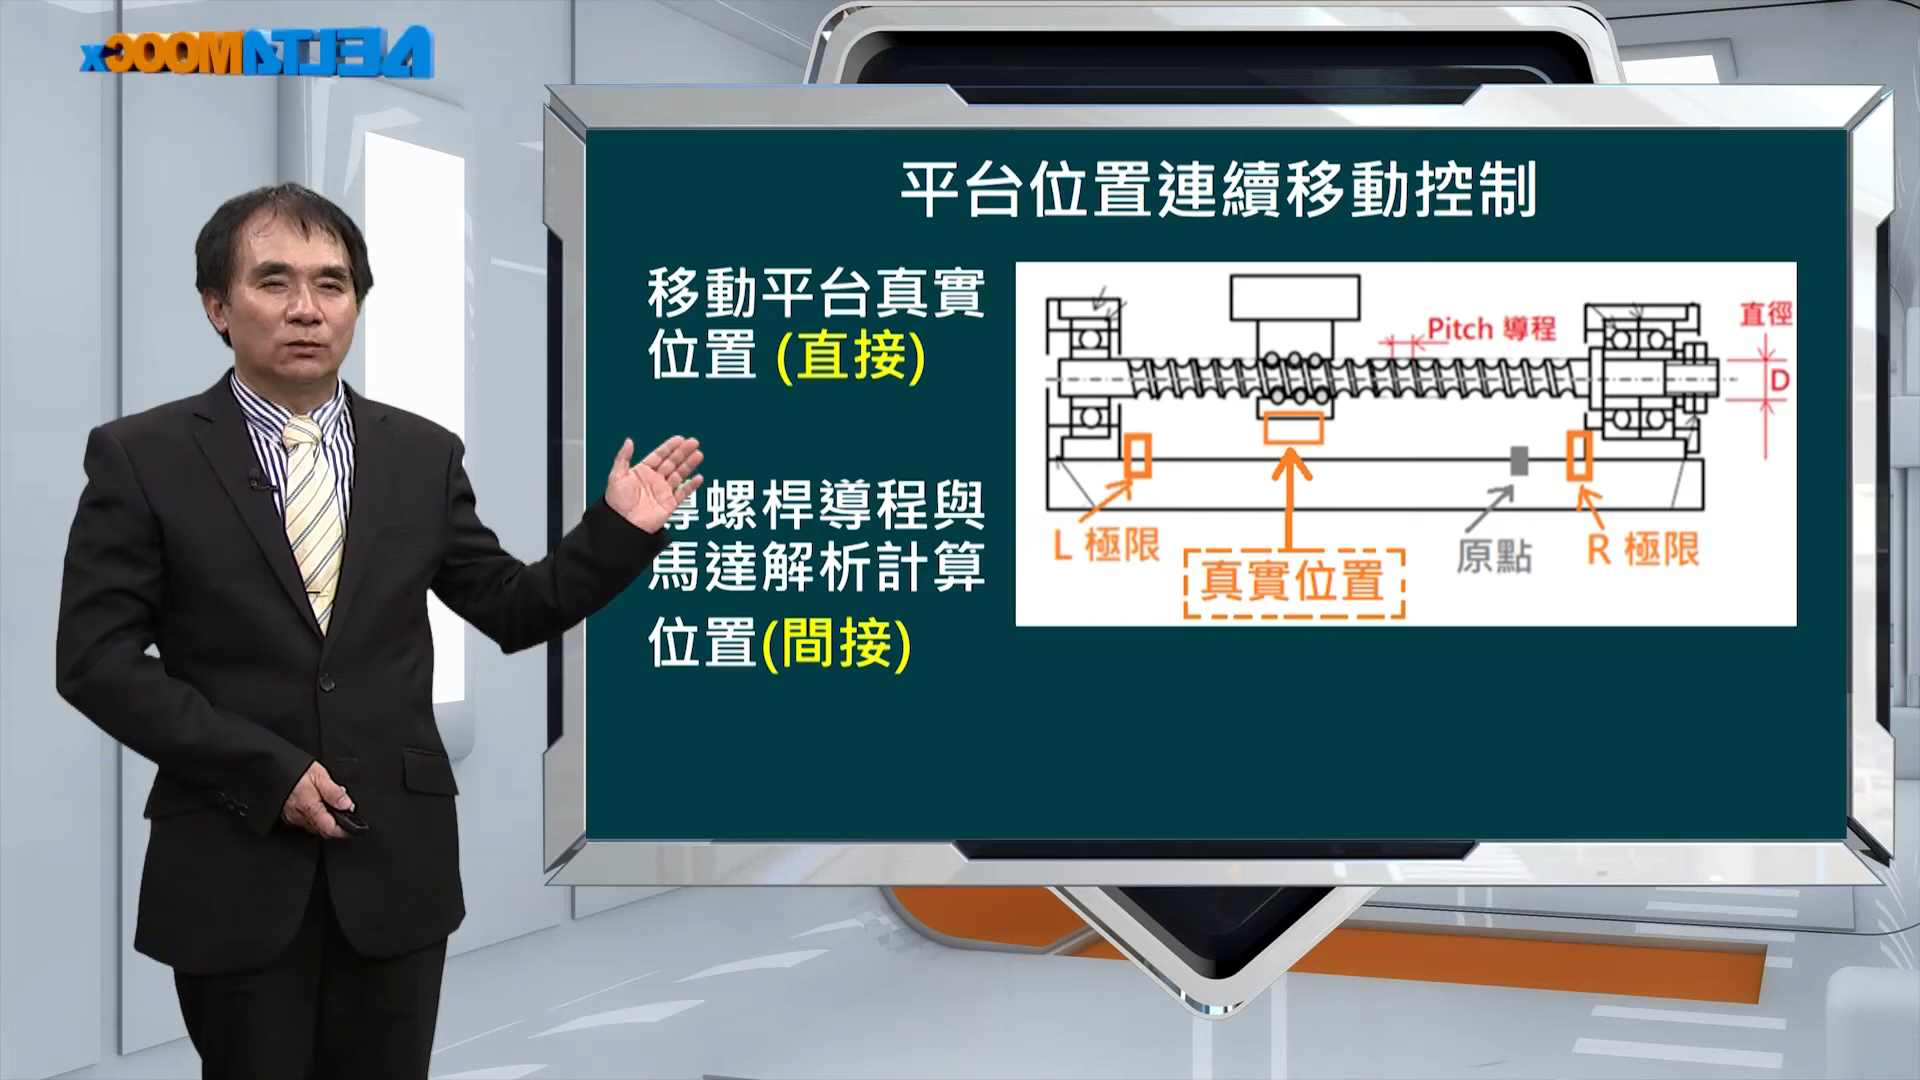 DELTAMOOCx
平台位置連續移動控制
移動平台真實
位置 (直接)
導螺桿導程與
馬達解析計算
位置(間接)
Pitch 導程
直徑
D
L 極限
真實位置
原點
R 極限